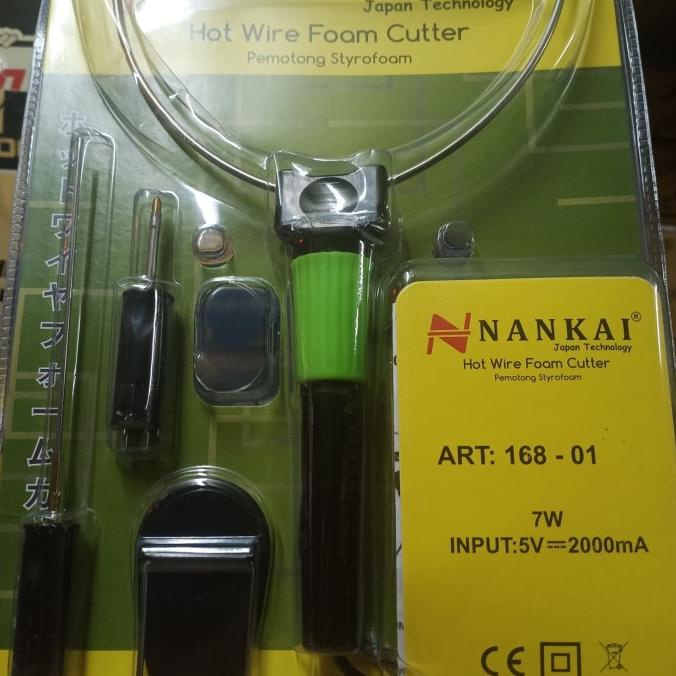 Japan Technology
Hot Wire Foam Cutter
Pemotong Styrofoam
ホットワイヤフォームカ
NANKAI®
Japan Technology
Hot Wire Foam Cutter
Pemotong Styrofoam
ART: 168 - 01
7W
INPUT:5V⎓2000mA
CE